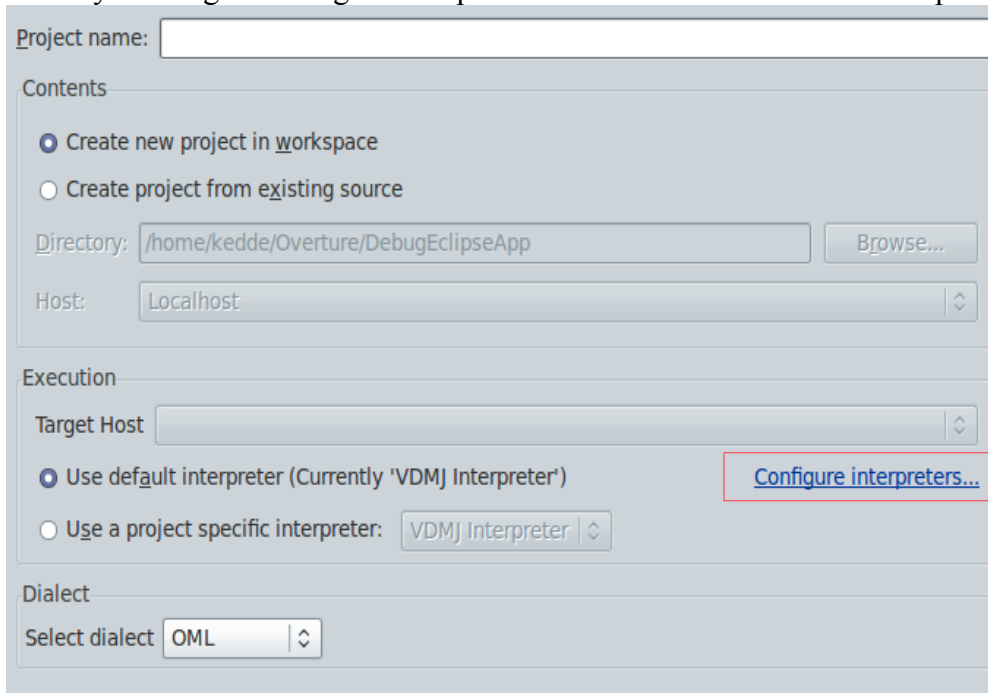 Project name:
Contents
Create new project in workspace
Create project from existing source
Directory: /home/kedde/Overture/DebugEclipseApp Browse...
Host: Localhost
Execution
Target Host
Use default interpreter (Currently 'VDMJ Interpreter') Configure interpreters...
Use a project specific interpreter: VDMJ Interpreter
Dialect
Select dialect OML